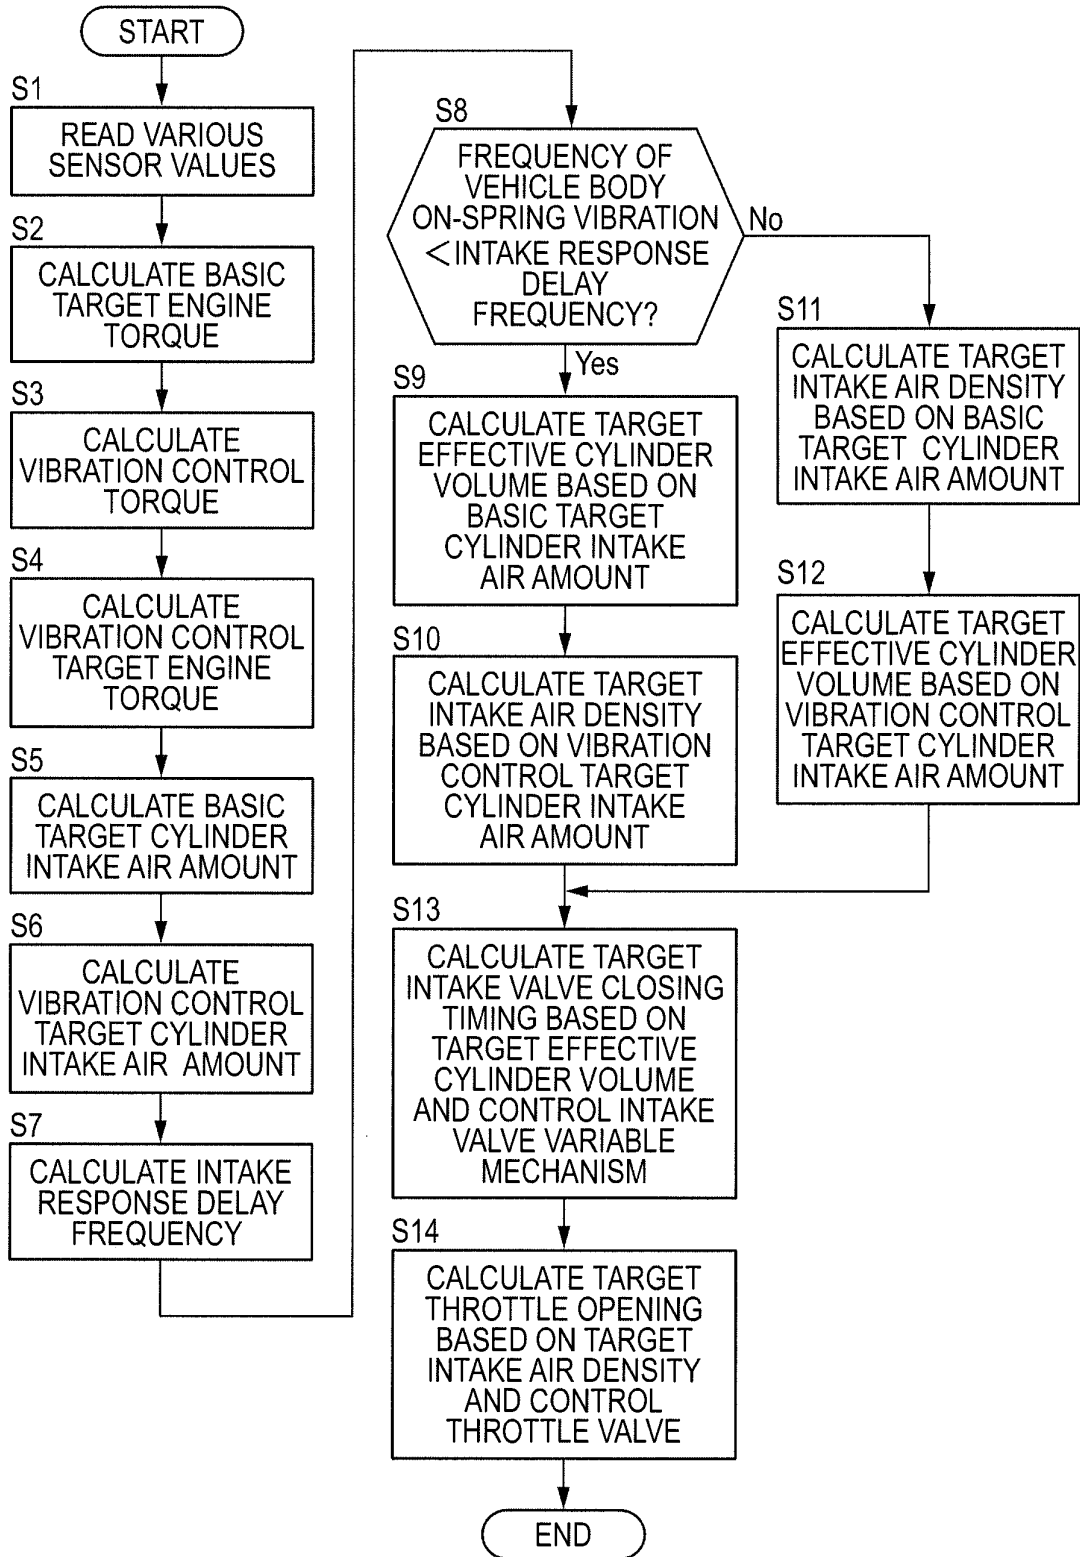 START
S1
READ VARIOUS
SENSOR VALUES
S2
CALCULATE BASIC
TARGET ENGINE
TORQUE
S3
CALCULATE
VIBRATION CONTROL
TORQUE
S4
CALCULATE
VIBRATION CONTROL
TARGET ENGINE
TORQUE
S5
CALCULATE BASIC
TARGET CYLINDER
INTAKE AIR AMOUNT
S6
CALCULATE
VIBRATION CONTROL
TARGET CYLINDER
INTAKE AIR AMOUNT
S7
CALCULATE INTAKE
RESPONSE DELAY
FREQUENCY
S8
FREQUENCY OF
VEHICLE BODY
ON-SPRING VIBRATION
<INTAKE RESPONSE
DELAY
FREQUENCY?
No
Yes
S9
CALCULATE TARGET
EFFECTIVE CYLINDER
VOLUME BASED ON
BASIC TARGET
CYLINDER INTAKE
AIR AMOUNT
S10
CALCULATE TARGET
INTAKE AIR DENSITY
BASED ON VIBRATION
CONTROL TARGET
CYLINDER INTAKE
AIR AMOUNT
S11
CALCULATE TARGET
INTAKE AIR DENSITY
BASED ON BASIC
TARGET CYLINDER
INTAKE AIR AMOUNT
S12
CALCULATE TARGET
EFFECTIVE CYLINDER
VOLUME BASED ON
VIBRATION CONTROL
TARGET CYLINDER
INTAKE AIR AMOUNT
S13
CALCULATE TARGET
INTAKE VALVE CLOSING
TIMING BASED ON
TARGET EFFECTIVE
CYLINDER VOLUME
AND CONTROL INTAKE
VALVE VARIABLE
MECHANISM
S14
CALCULATE TARGET
THROTTLE OPENING
BASED ON TARGET
INTAKE AIR DENSITY
AND CONTROL
THROTTLE VALVE
END